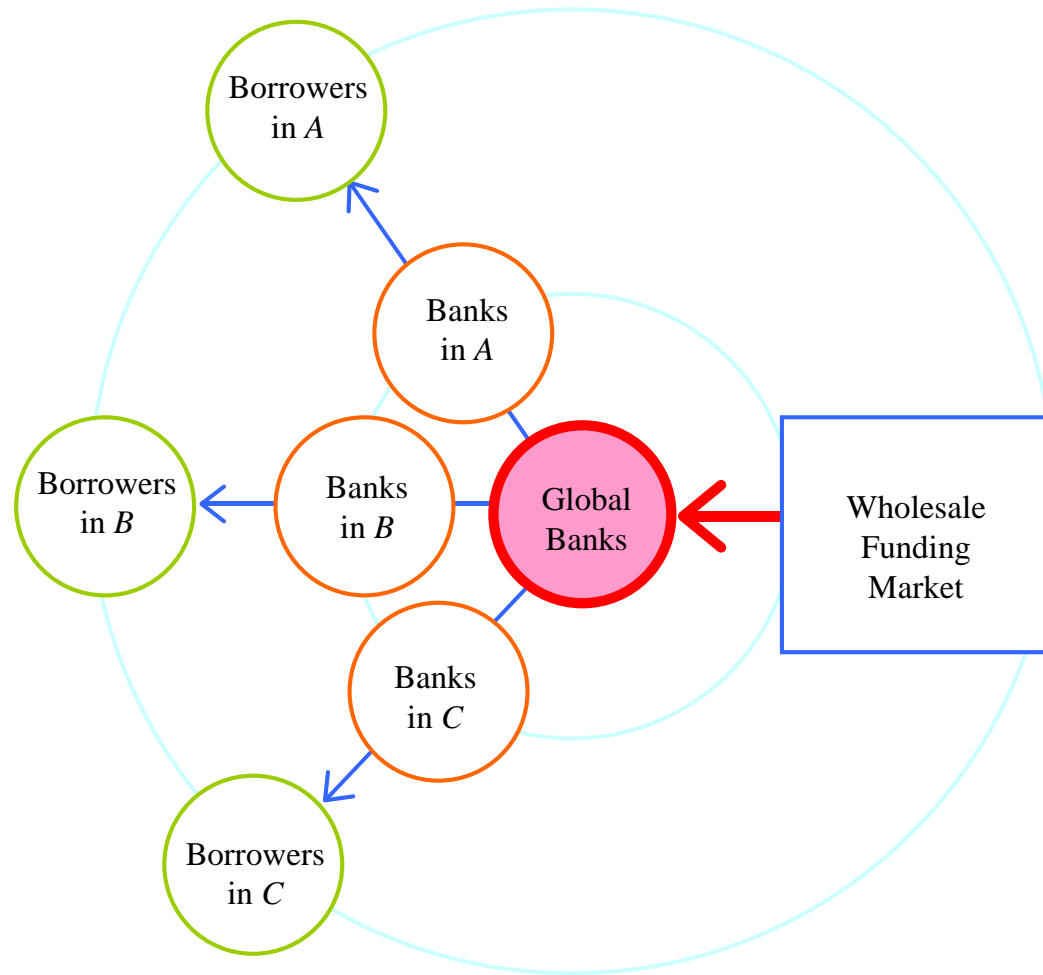 Borrowers
in A
Banks
in A
Borrowers
in B
Banks
in B
Global
Banks
Wholesale
Funding
Market
Banks
in C
Borrowers
in C